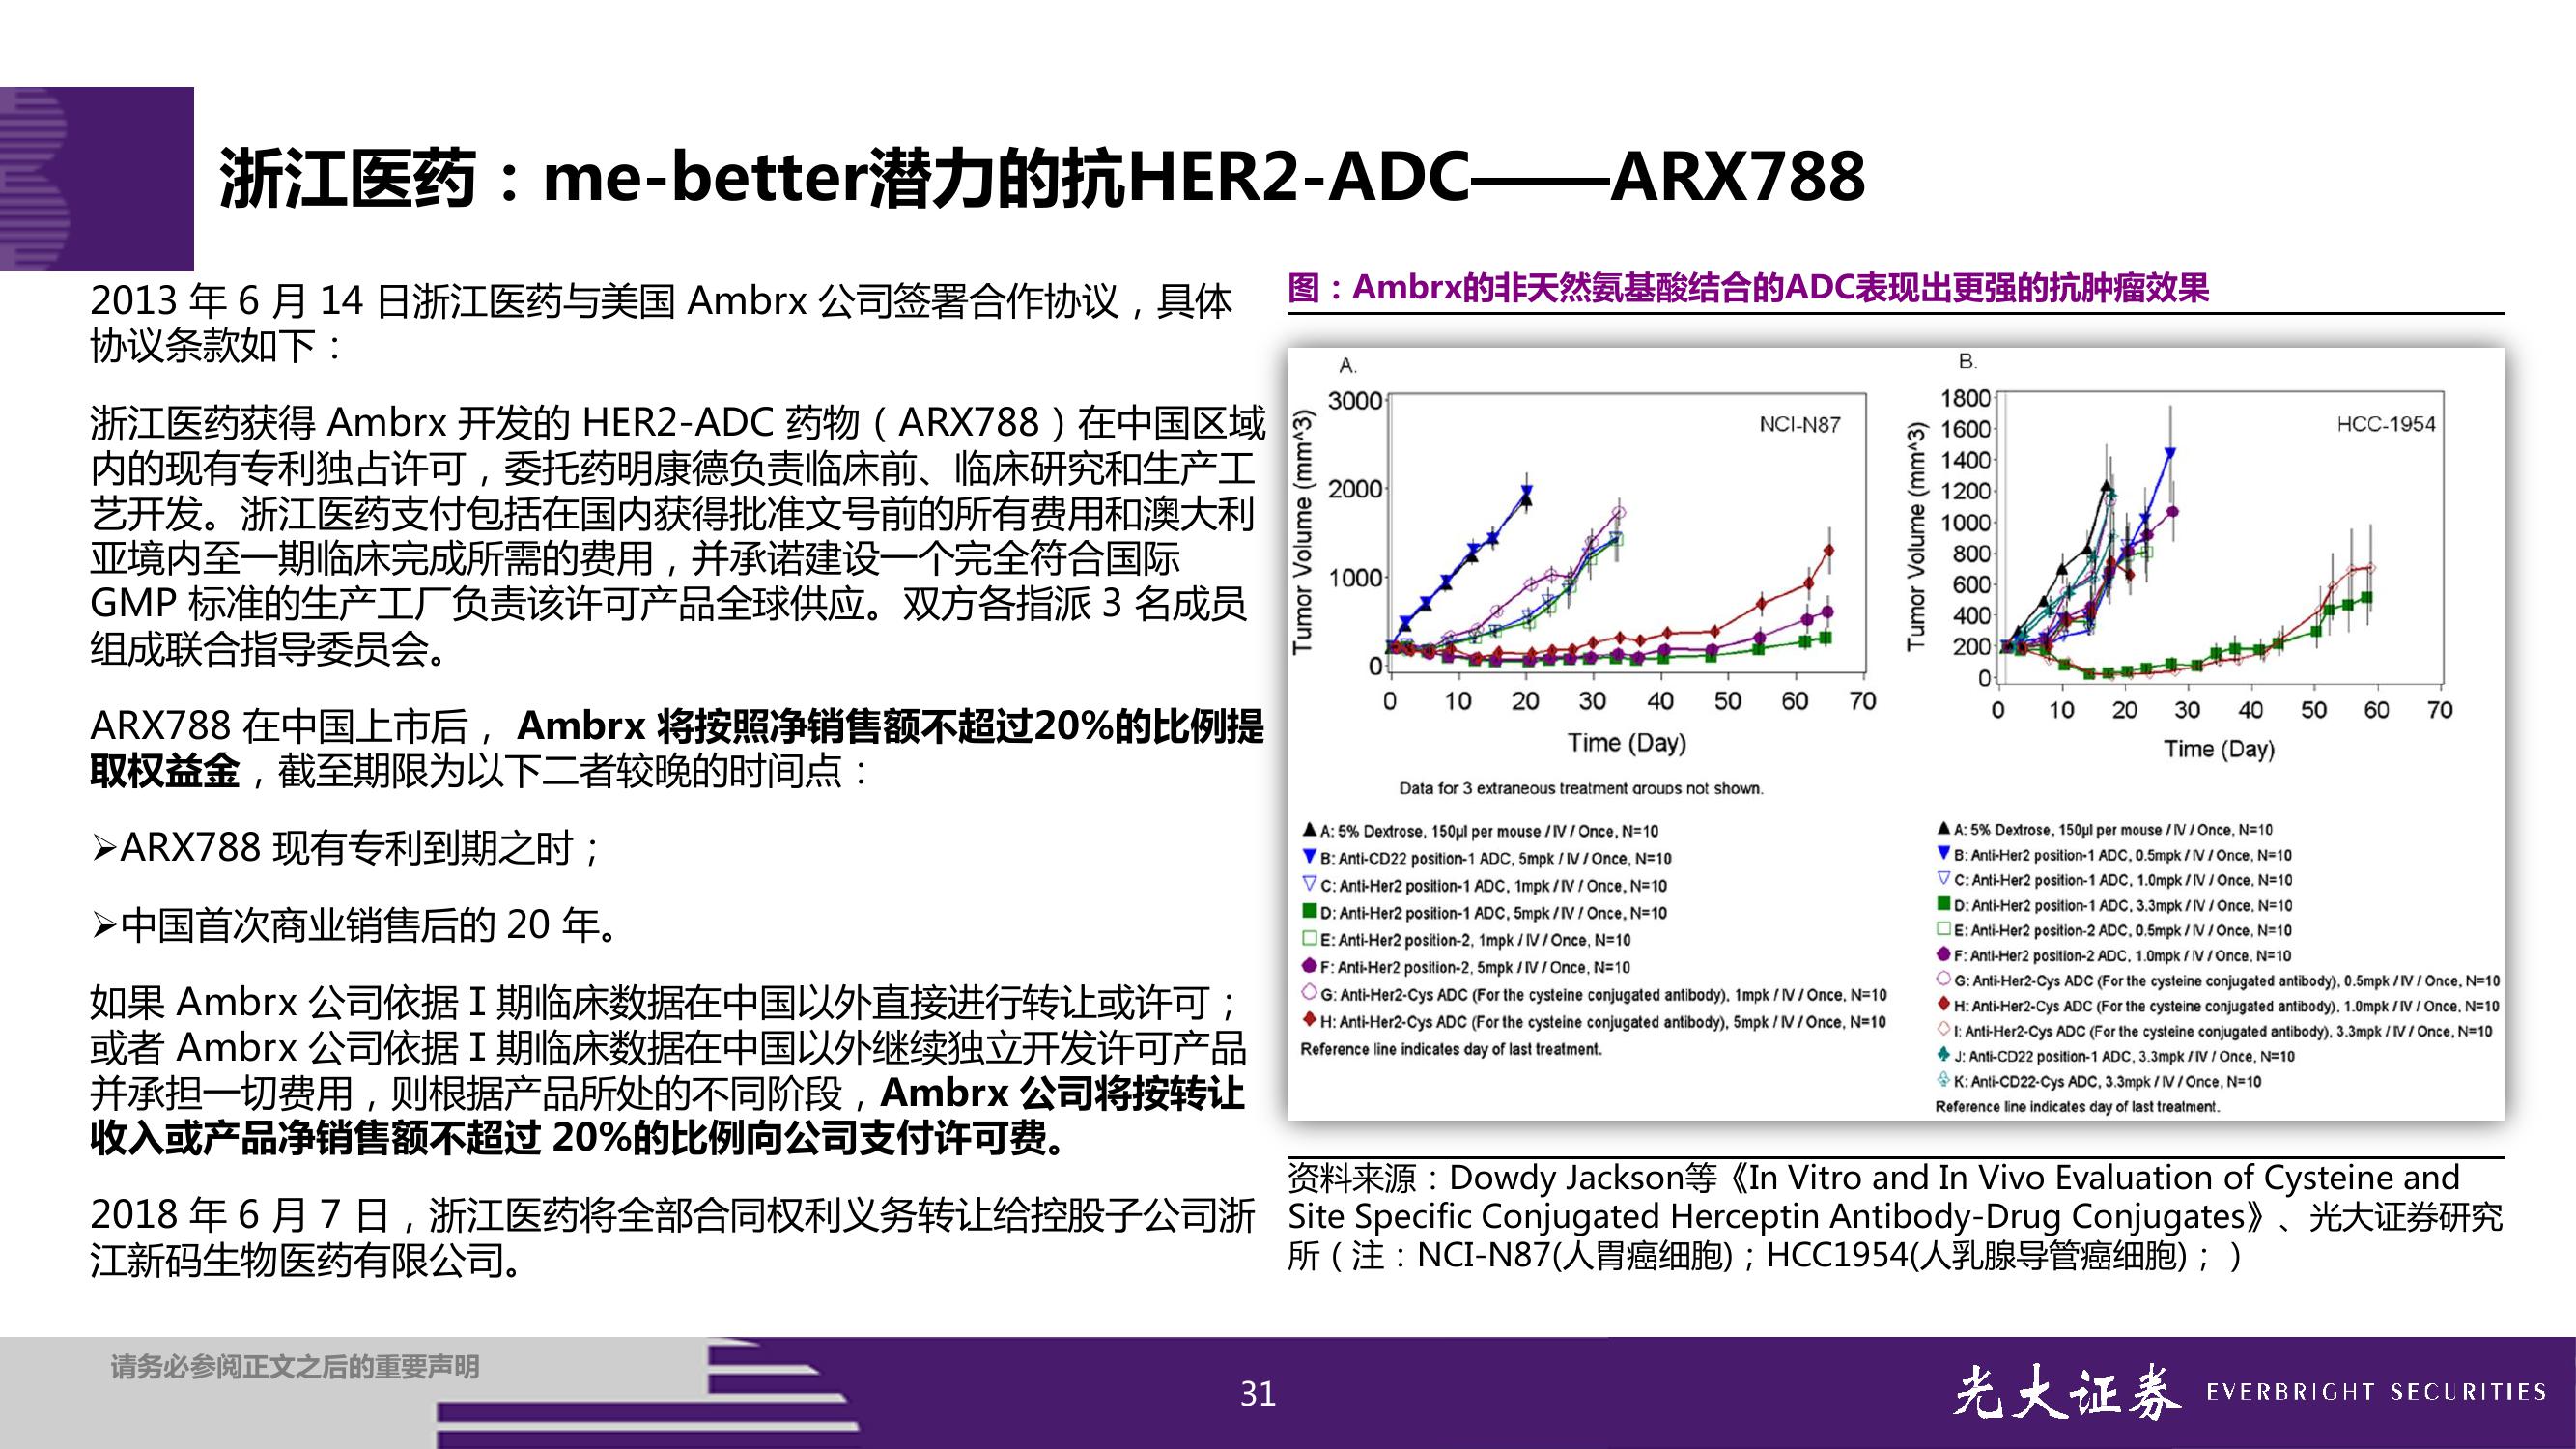 浙江医药：me-better潜力的抗HER2-ADC——ARX788
2013 年 6 月 14 日浙江医药与美国 Ambrx 公司签署合作协议，具体
协议条款如下：
浙江医药获得 Ambrx 开发的 HER2-ADC 药物（ARX788）在中国区域
内的现有专利独占许可，委托药明康德负责临床前、临床研究和生产工
艺开发。浙江医药支付包括在国内获得批准文号前的所有费用和澳大利
亚境内至一期临床完成所需的费用，并承诺建设一个完全符合国际
GMP 标准的生产工厂负责该许可产品全球供应。双方各指派 3 名成员
组成联合指导委员会。
ARX788 在中国上市后， Ambrx 将按照净销售额不超过20%的比例提
取权益金，截至期限为以下二者较晚的时间点：
➢ARX788 现有专利到期之时；
➢中国首次商业销售后的 20 年。
如果 Ambrx 公司依据 I 期临床数据在中国以外直接进行转让或许可；
或者 Ambrx 公司依据 I 期临床数据在中国以外继续独立开发许可产品
并承担一切费用，则根据产品所处的不同阶段，Ambrx 公司将按转让
收入或产品净销售额不超过 20%的比例向公司支付许可费。
2018 年 6 月 7 日，浙江医药将全部合同权利义务转让给控股子公司浙
江新码生物医药有限公司。
图：Ambrx的非天然氨基酸结合的ADC表现出更强的抗肿瘤效果
A.
NCI-N87
Tumor Volume (mm^3)
3000
2000
1000
0
0 10 20 30 40 50 60 70
Time (Day)
Data for 3 extraneous treatment groups not shown.
A: 5% Dextrose, 150μl per mouse / IV / Once, N=10
B: Anti-CD22 position-1 ADC, 5mpk / IV / Once, N=10
C: Anti-Her2 position-1 ADC, 1mpk / IV / Once, N=10
D: Anti-Her2 position-1 ADC, 5mpk / IV / Once, N=10
E: Anti-Her2 position-2, 1mpk / IV / Once, N=10
F: Anti-Her2 position-2, 5mpk / IV / Once, N=10
G: Anti-Her2-Cys ADC (For the cysteine conjugated antibody), 1mpk / IV / Once, N=10
H: Anti-Her2-Cys ADC (For the cysteine conjugated antibody), 5mpk / IV / Once, N=10
Reference line indicates day of last treatment.
B.
HCC-1954
Tumor Volume (mm^3)
1800
1600
1400
1200
1000
800
600
400
200
0
0 10 20 30 40 50 60 70
Time (Day)
A: 5% Dextrose, 150μl per mouse / IV / Once, N=10
B: Anti-Her2 position-1 ADC, 0.5mpk / IV / Once, N=10
C: Anti-Her2 position-1 ADC, 1.0mpk / IV / Once, N=10
D: Anti-Her2 position-1 ADC, 3.3mpk / IV / Once, N=10
E: Anti-Her2 position-2 ADC, 0.5mpk / IV / Once, N=10
F: Anti-Her2 position-2 ADC, 1.0mpk / IV / Once, N=10
G: Anti-Her2-Cys ADC (For the cysteine conjugated antibody), 0.5mpk / IV / Once, N=10
H: Anti-Her2-Cys ADC (For the cysteine conjugated antibody), 1.0mpk / IV / Once, N=10
I: Anti-Her2-Cys ADC (For the cysteine conjugated antibody), 3.3mpk / IV / Once, N=10
J: Anti-CD22 position-1 ADC, 3.3mpk / IV / Once, N=10
K: Anti-CD22-Cys ADC, 3.3mpk / IV / Once, N=10
Reference line indicates day of last treatment.
资料来源：Dowdy Jackson等《In Vitro and In Vivo Evaluation of Cysteine and
Site Specific Conjugated Herceptin Antibody-Drug Conjugates》、光大证券研究
所（注：NCI-N87(人胃癌细胞)；HCC1954(人乳腺导管癌细胞)；）
请务必参阅正文之后的重要声明
31
光大证券 EVERBRIGHT SECURITIES